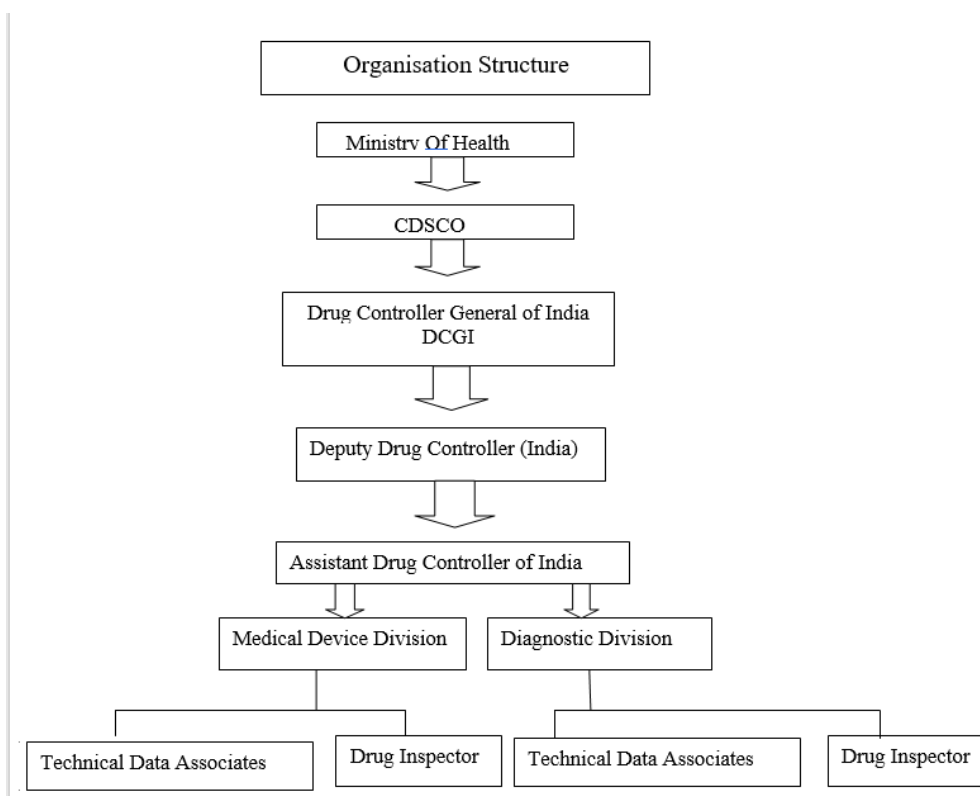 Organisation Structure
Ministry Of Health
CDSCO
Drug Controller General of India
DCGI
Deputy Drug Controller (India)
Assistant Drug Controller of India
Medical Device Division
Diagnostic Division
Technical Data Associates
Drug Inspector
Technical Data Associates
Drug Inspector